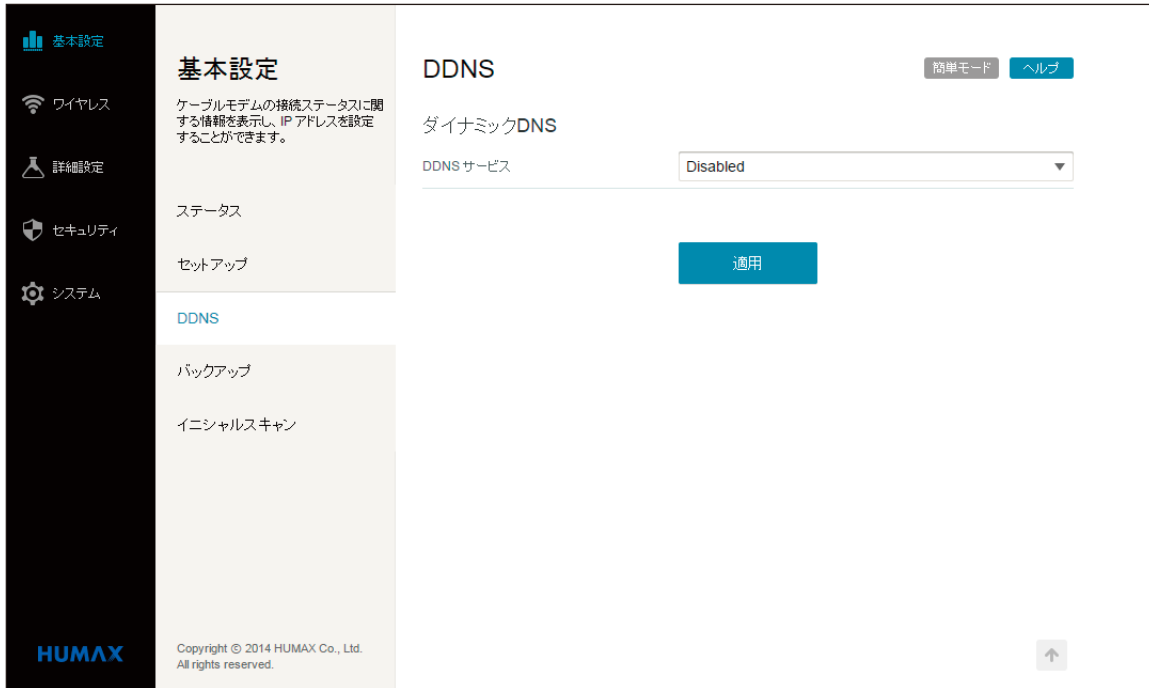 基本設定
ワイヤレス
詳細設定
セキュリティ
システム
HUMAX
基本設定
ケーブルモデムの接続ステータスに関
する情報を表示し、IP アドレスを設定
することができます。
ステータス
セットアップ
DDNS
バックアップ
イニシャルスキャン
Copyright © 2014 HUMAX Co., Ltd.
All rights reserved.
DDNS
簡単モード
ヘルプ
ダイナミックDNS
DDNS サービス
Disabled
適用